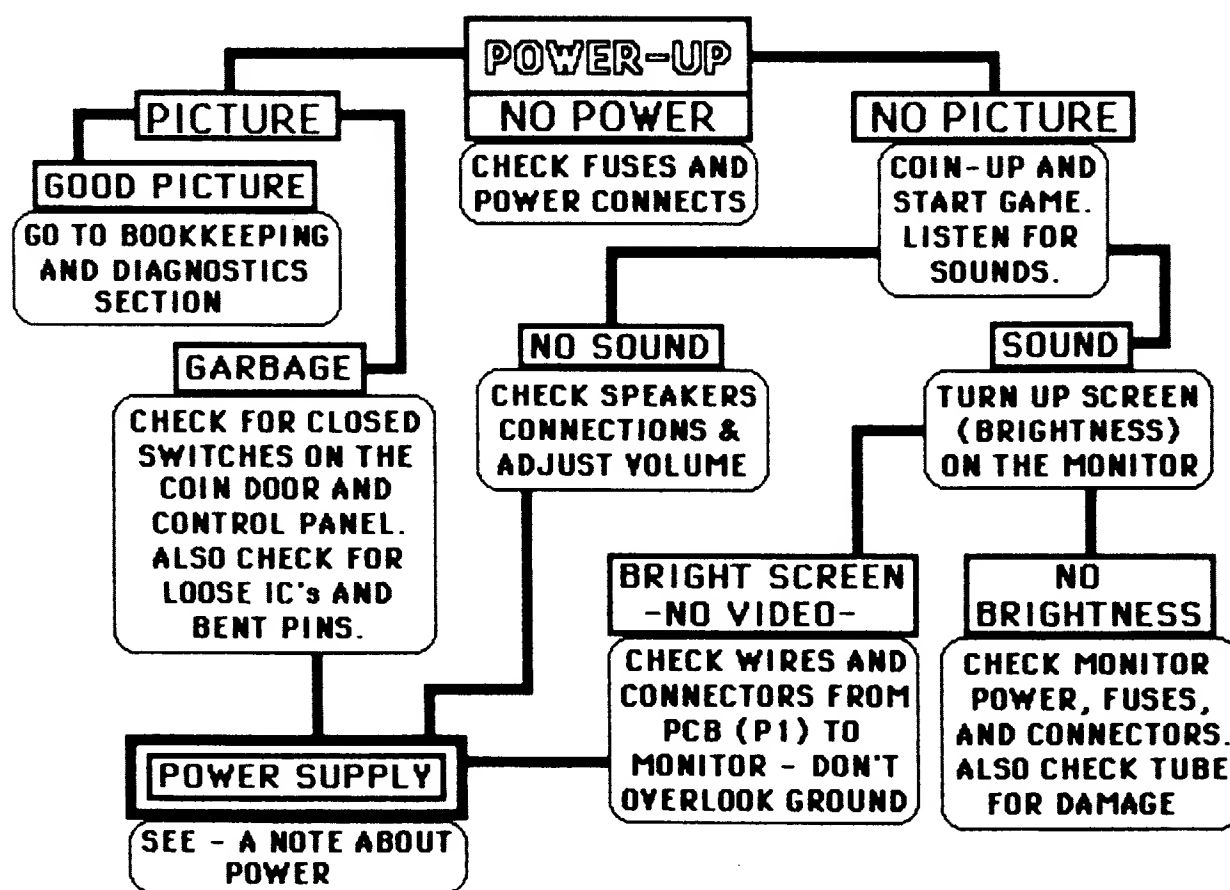 POWER-UP
NO POWER
CHECK FUSES AND
POWER CONNECTS
PICTURE
GOOD PICTURE
GO TO BOOKKEEPING
AND DIAGNOSTICS
SECTION
GARBAGE
CHECK FOR CLOSED
SWITCHES ON THE
COIN DOOR AND
CONTROL PANEL.
ALSO CHECK FOR
LOOSE IC's AND
BENT PINS.
NO PICTURE
COIN-UP AND
START GAME.
LISTEN FOR
SOUNDS.
NO SOUND
CHECK SPEAKERS
CONNECTIONS &
ADJUST VOLUME
SOUND
TURN UP SCREEN
(BRIGHTNESS)
ON THE MONITOR
BRIGHT SCREEN
-NO VIDEO-
CHECK WIRES AND
CONNECTORS FROM
PCB (P1) TO
MONITOR - DON'T
OVERLOOK GROUND
NO
BRIGHTNESS
CHECK MONITOR
POWER, FUSES,
AND CONNECTORS.
ALSO CHECK TUBE
FOR DAMAGE
POWER SUPPLY
SEE - A NOTE ABOUT
POWER